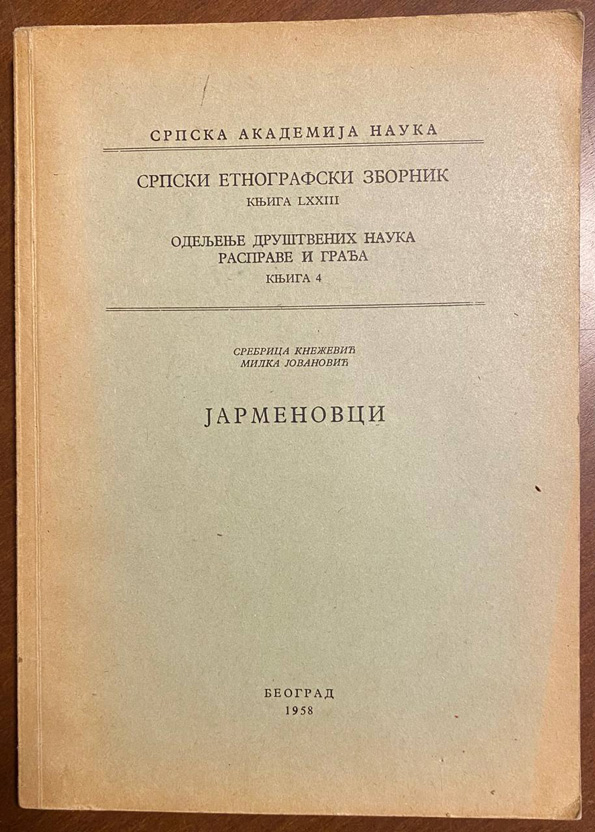 СРПСКА АКАДЕМИЈА НАУКА
СРПСКИ ЕТНОГРАФСКИ ЗБОРНИК
КЊИГА LXXIII
ОДЕЉЕЊЕ ДРУШТВЕНИХ НАУКА
РАСПРАВЕ И ГРАЂА
КЊИГА 4
СРЕБРИЦА КНЕЖЕВИЋ
МИЛКА ЈОВАНОВИЋ
ЈАРМЕНОВЦИ
БЕОГРАД
1958